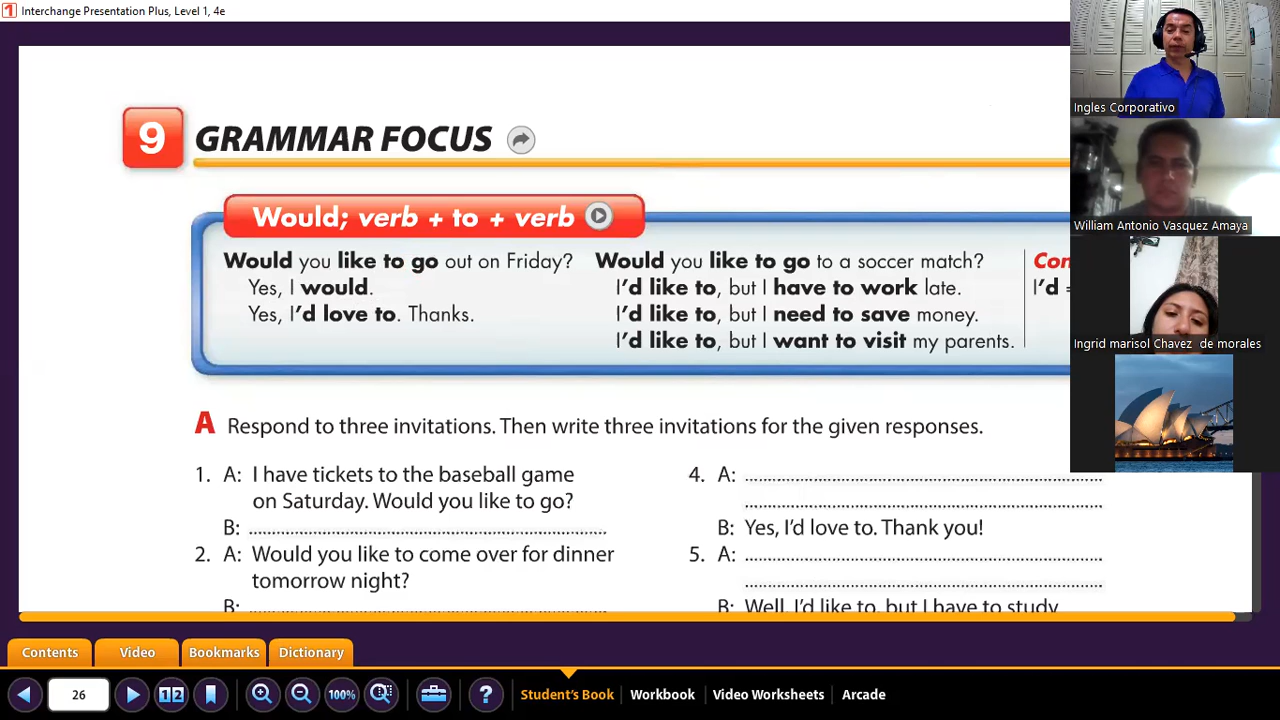 Interchange Presentation Plus, Level 1, 4e
9 GRAMMAR FOCUS
Would; verb + to + verb
Would you like to go out on Friday?
Yes, I would.
Yes, I'd love to. Thanks.
Would you like to go to a soccer match?
I'd like to, but I have to work late.
I'd like to, but I need to save money.
I'd like to, but I want to visit my parents.
Con
I'd =
A Respond to three invitations. Then write three invitations for the given responses.
1. A: I have tickets to the baseball game
on Saturday. Would you like to go?
B:
2. A: Would you like to come over for dinner
tomorrow night?
B:
4. A:
B: Yes, I'd love to. Thank you!
5. A:
B: Well, I'd like to, but I have to study
Ingles Corporativo
William Antonio Vasquez Amaya
Ingrid marisol Chavez de morales
Contents
Video
Bookmarks
Dictionary
26
1 2
100%
?
Student's Book
Workbook
Video Worksheets
Arcade